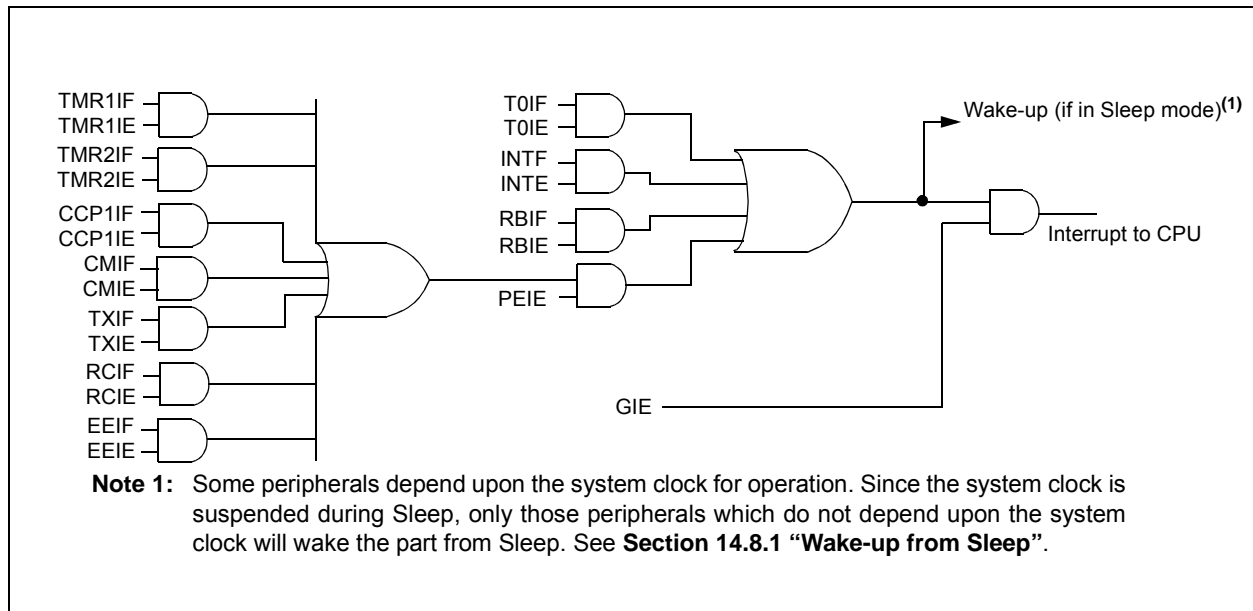 TMR1IF
TMR1IE
TMR2IF
TMR2IE
CCP1IF
CCP1IE
CMIF
CMIE
TXIF
TXIE
RCIF
RCIE
EEIF
EEIE
T0IF
T0IE
INTF
INTE
RBIF
RBIE
PEIE
GIE
Wake-up (if in Sleep mode)(1)
Interrupt to CPU
Note 1: Some peripherals depend upon the system clock for operation. Since the system clock is
suspended during Sleep, only those peripherals which do not depend upon the system
clock will wake the part from Sleep. See Section 14.8.1 “Wake-up from Sleep”.